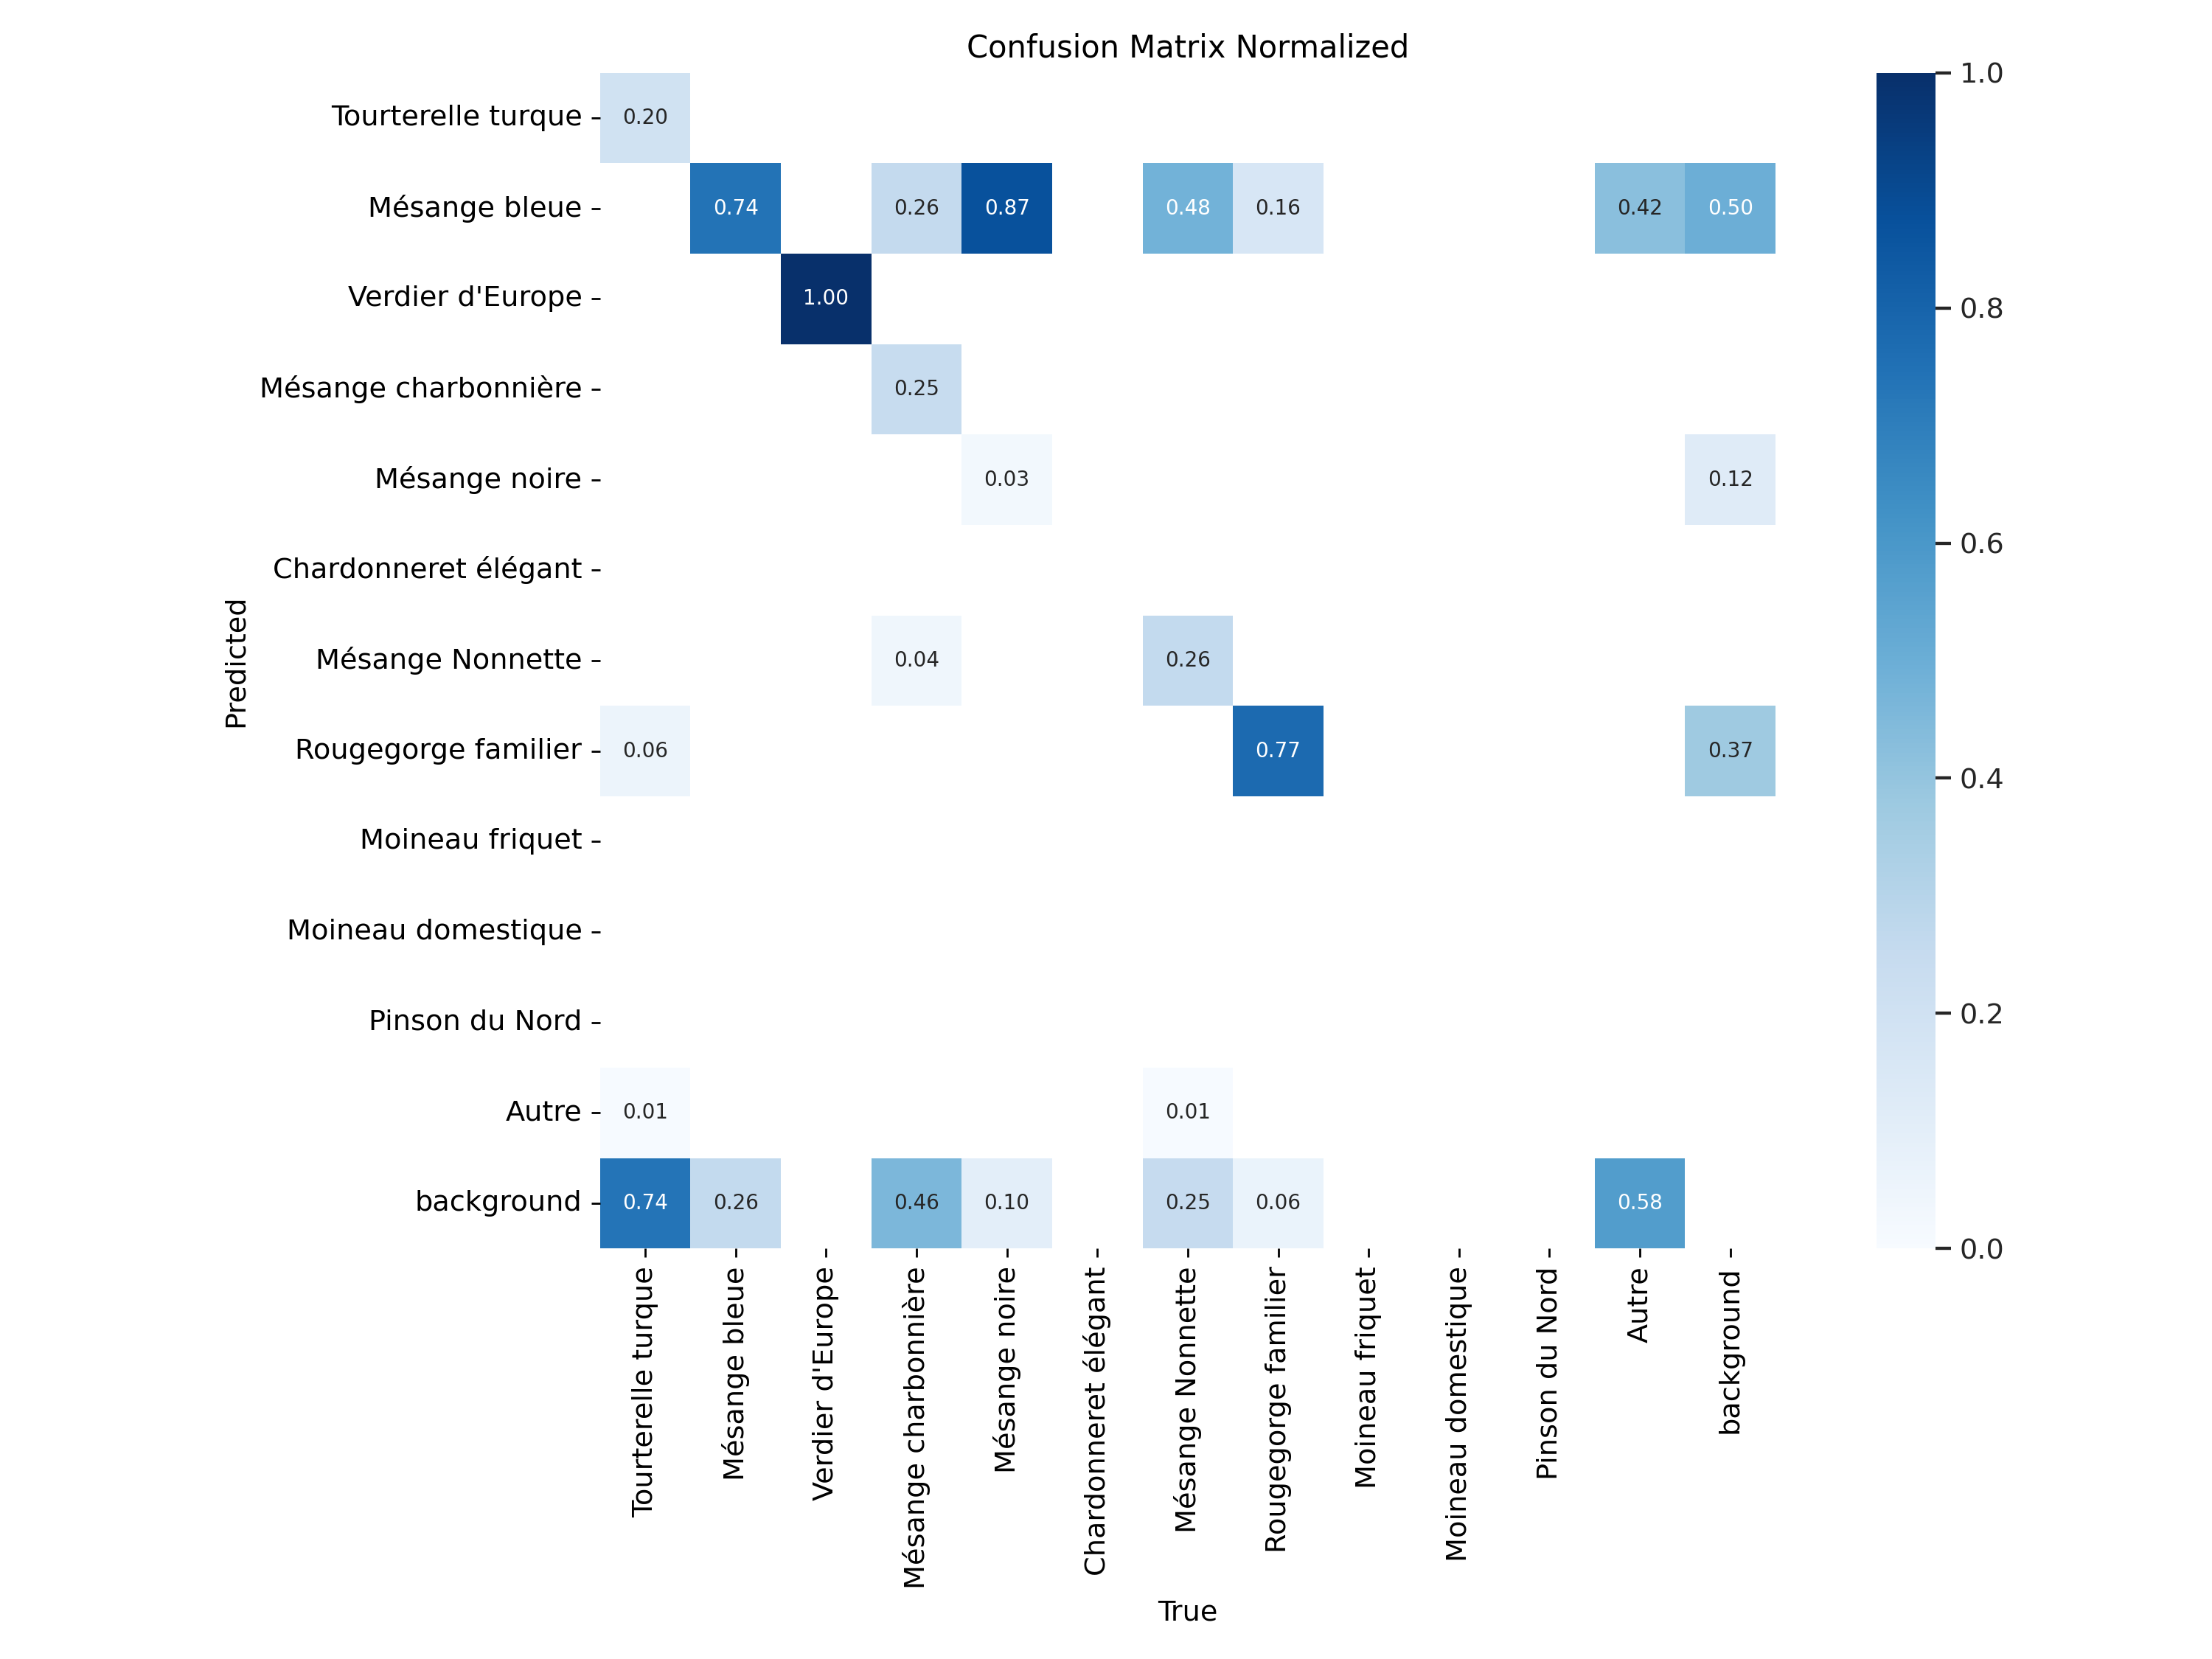 Confusion Matrix Normalized
Tourterelle turque
0.20
Mésange bleue
0.74 0.26 0.87 0.48 0.16 0.42 0.50
Verdier d'Europe
1.00
Mésange charbonnière
0.25
Mésange noire
0.03 0.12
Chardonneret élégant
Mésange Nonnette
0.04 0.26
Rougegorge familier
0.06 0.77 0.37
Moineau friquet
Moineau domestique
Pinson du Nord
Autre
0.01 0.01
background
0.74 0.26 0.46 0.10 0.25 0.06 0.58
Predicted
Tourterelle turque
Mésange bleue
Verdier d'Europe
Mésange charbonnière
Mésange noire
Chardonneret élégant
Mésange Nonnette
Rougegorge familier
Moineau friquet
Moineau domestique
Pinson du Nord
Autre
background
True
1.0
0.8
0.6
0.4
0.2
0.0